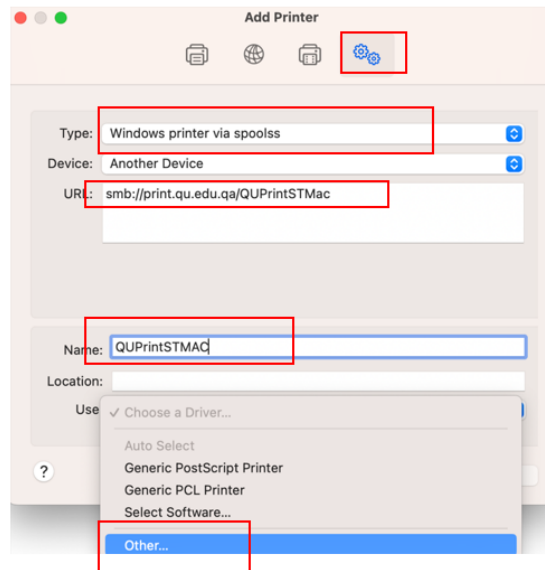 Add Printer
Type: Windows printer via spoolss
Device: Another Device
URL: smb://print.qu.edu.qa/QUPrintSTMac
Name: QUPrintSTMAC
Location:
Use
✓ Choose a Driver...
Auto Select
Generic PostScript Printer
Generic PCL Printer
Select Software...
Other...
?